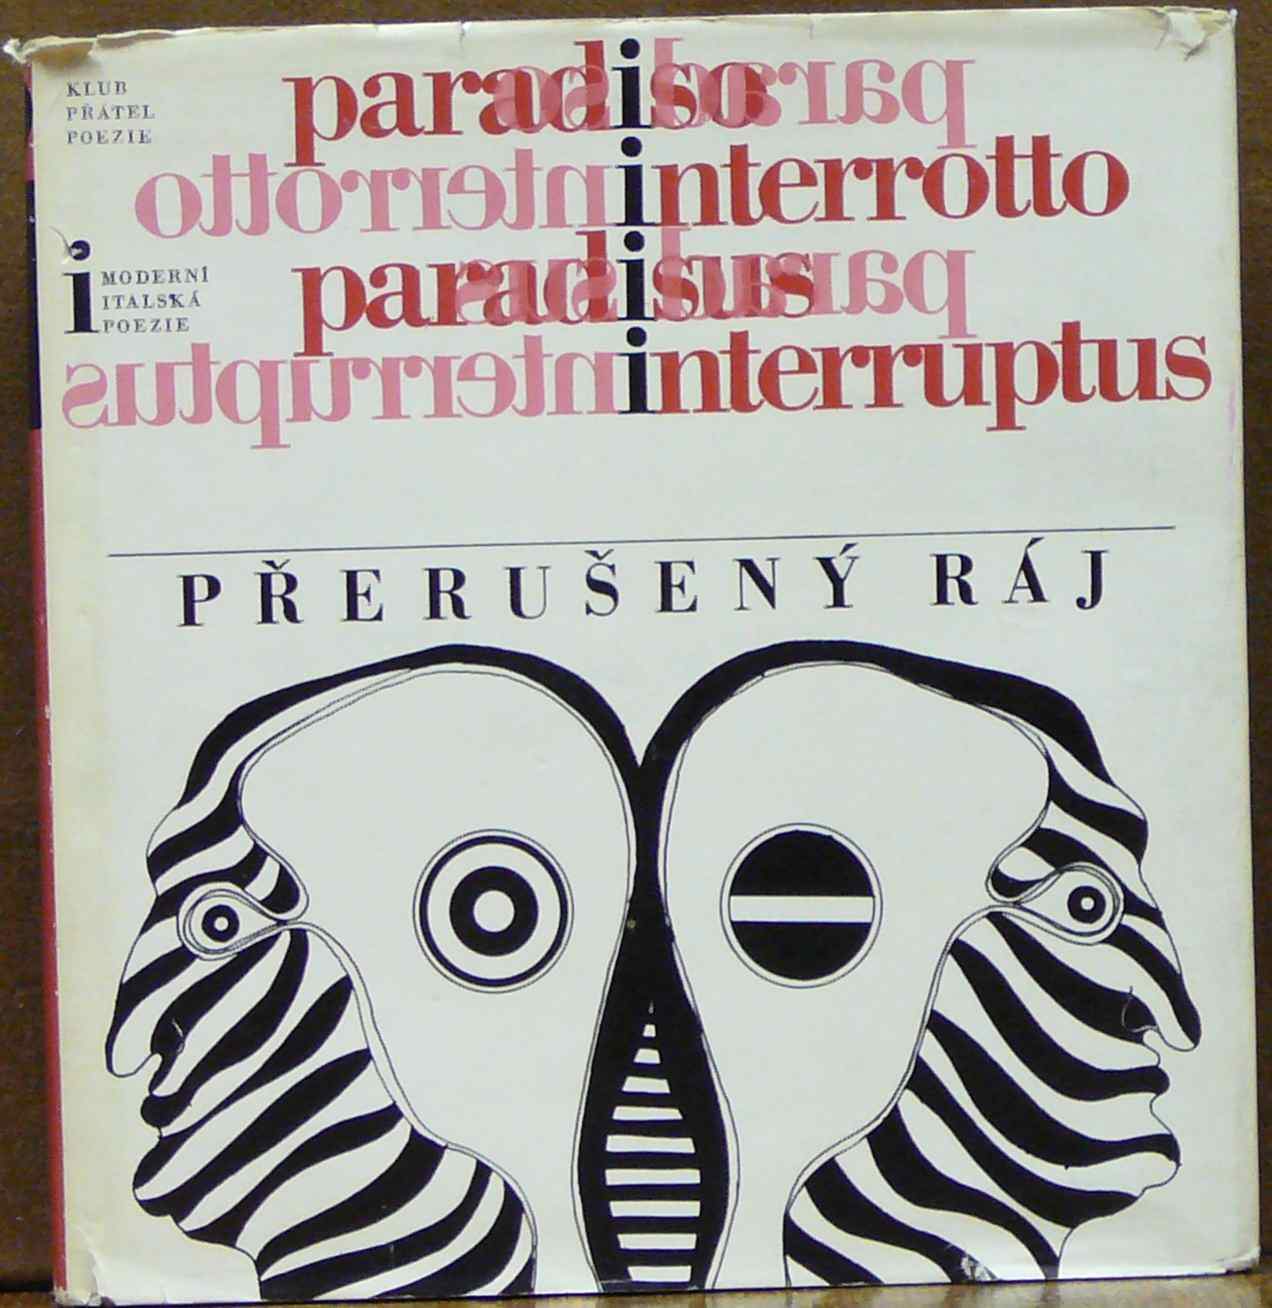 KLUB
PŘÁTEL
POEZIE
paradiso
interrotto
paradisus
interruptus
i
MODERNÍ
ITALSKÁ
POEZIE
PŘERUŠENÝ RÁJ